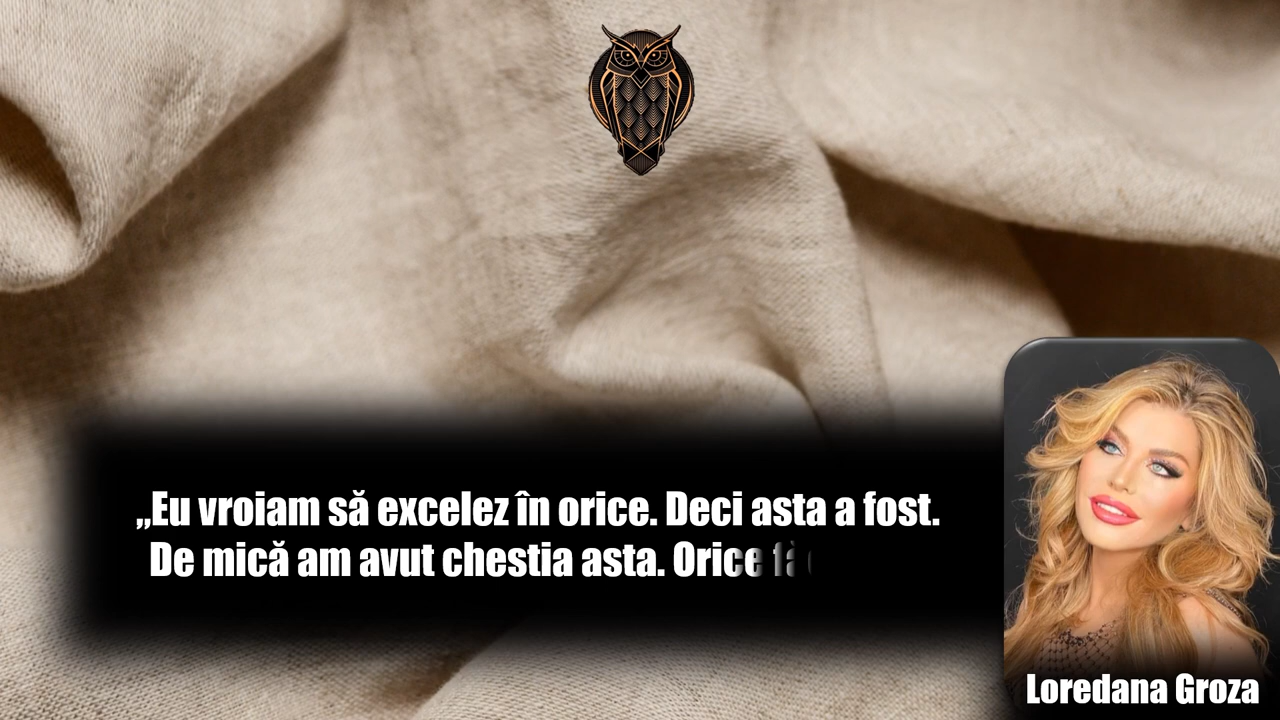 „Eu vroiam să excelez în orice. Deci asta a fost.
De mică am avut chestia asta. Orice
Loredana Groza